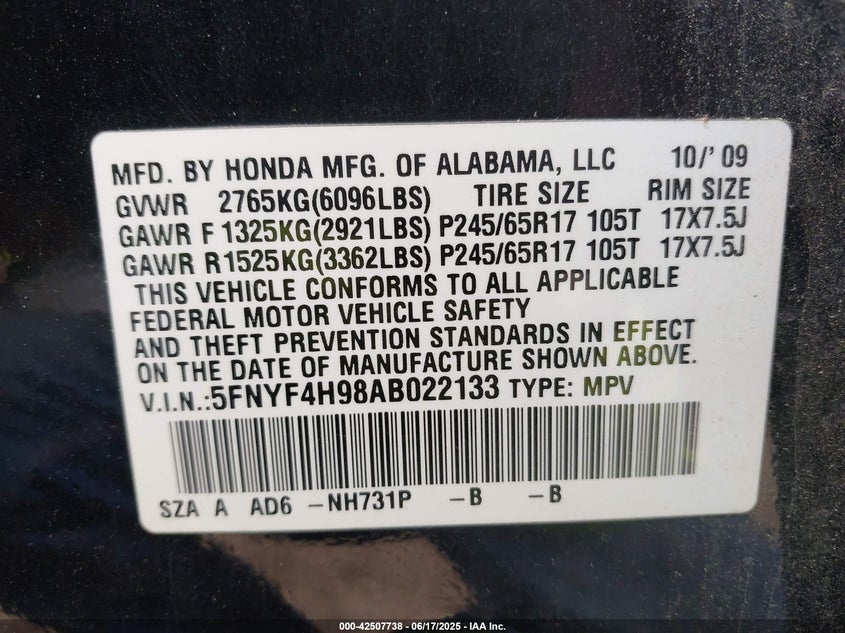 MFD. BY HONDA MFG. OF ALABAMA, LLC 10/'09
GVWR 2765KG(6096LBS) TIRE SIZE RIM SIZE
GAWR F 1325KG(2921LBS) P245/65R17 105T 17X7.5J
GAWR R 1525KG(3362LBS) P245/65R17 105T 17X7.5J
THIS VEHICLE CONFORMS TO ALL APPLICABLE
FEDERAL MOTOR VEHICLE SAFETY
AND THEFT PREVENTION STANDARDS IN EFFECT
ON THE DATE OF MANUFACTURE SHOWN ABOVE.
V.I.N.:5FNYF4H98AB022133 TYPE: MPV
SZA A AD6 –NH731P –B –B
000-42507738 - 06/17/2025 - IAA Inc.